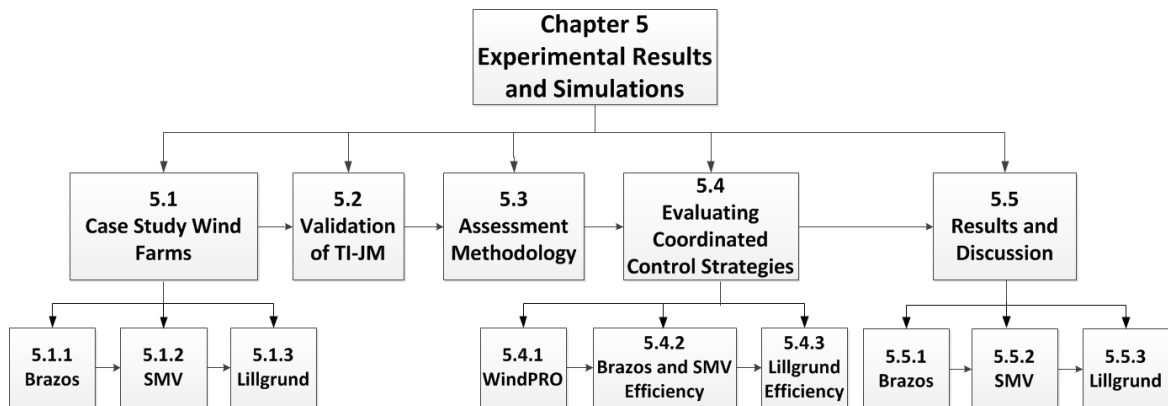 Chapter 5
Experimental Results
and Simulations
5.1
Case Study Wind
Farms
5.2
Validation
of TI-JM
5.3
Assessment
Methodology
5.4
Evaluating
Coordinated
Control Strategies
5.5
Results and
Discussion
5.1.1
Brazos
5.1.2
SMV
5.1.3
Lillgrund
5.4.1
WindPRO
5.4.2
Brazos and SMV
Efficiency
5.4.3
Lillgrund
Efficiency
5.5.1
Brazos
5.5.2
SMV
5.5.3
Lillgrund